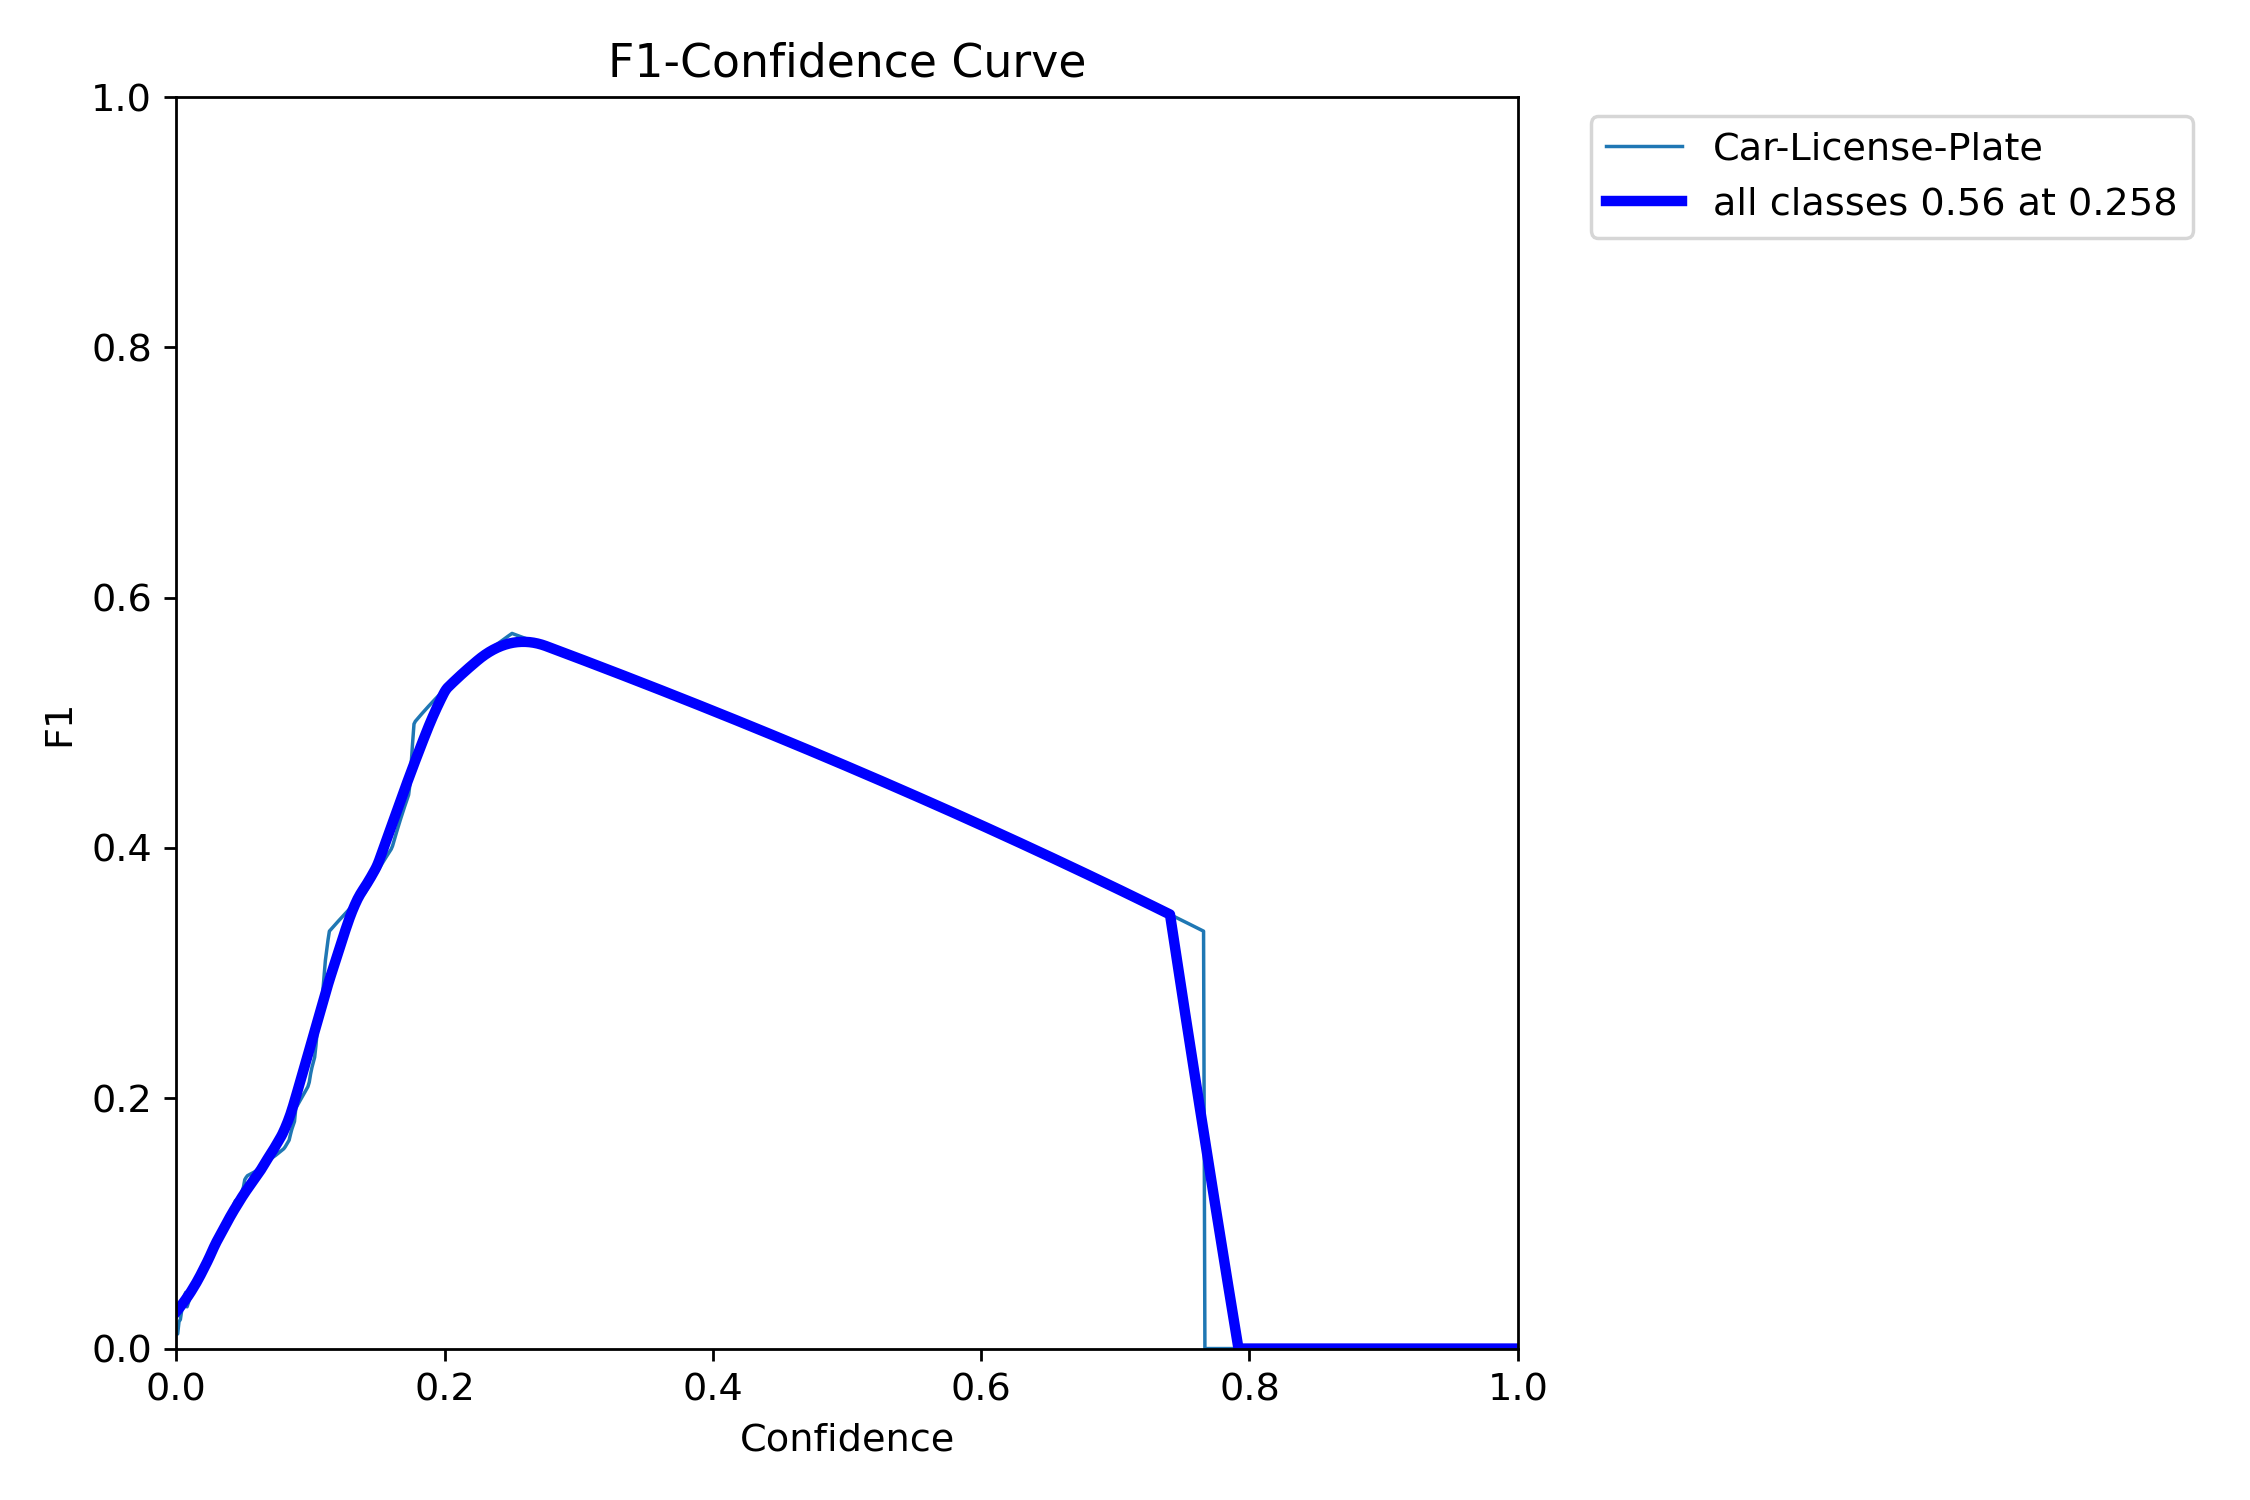 F1-Confidence Curve
1.0
0.8
0.6
0.4
0.2
0.0
F1
0.0 0.2 0.4 0.6 0.8 1.0
Confidence
Car-License-Plate
all classes 0.56 at 0.258